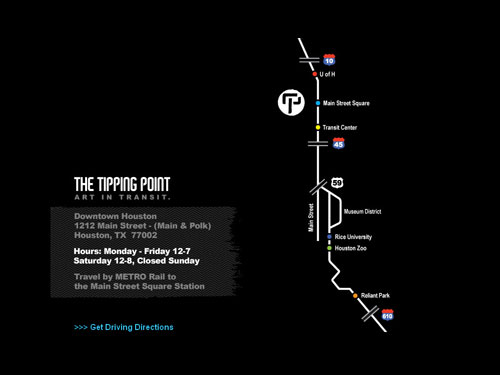 THE TIPPING POINT
ART IN TRANSIT.
Downtown Houston
1212 Main Street - (Main & Polk)
Houston, TX 77002
Hours: Monday - Friday 12-7
Saturday 12-8, Closed Sunday
Travel by METRO Rail to
the Main Street Square Station
>>> Get Driving Directions
10
U of H
TP
Main Street Square
Transit Center
45
59
Main Street
Museum District
Rice University
Houston Zoo
Reliant Park
610